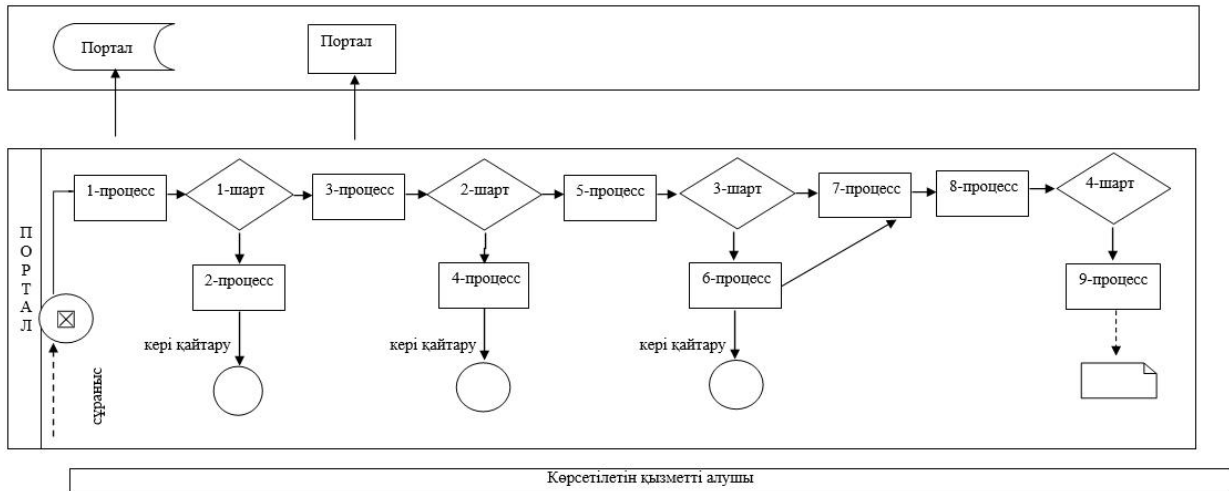 Портал
Портал
ПОРТАЛ
1-процесс
1-шарт
3-процесс
2-шарт
5-процесс
3-шарт
7-процесс
8-процесс
4-шарт
2-процесс
4-процесс
6-процесс
9-процесс
кері қайтару
кері қайтару
кері қайтару
сұраныс
Көрсетілетін қызметті алушы